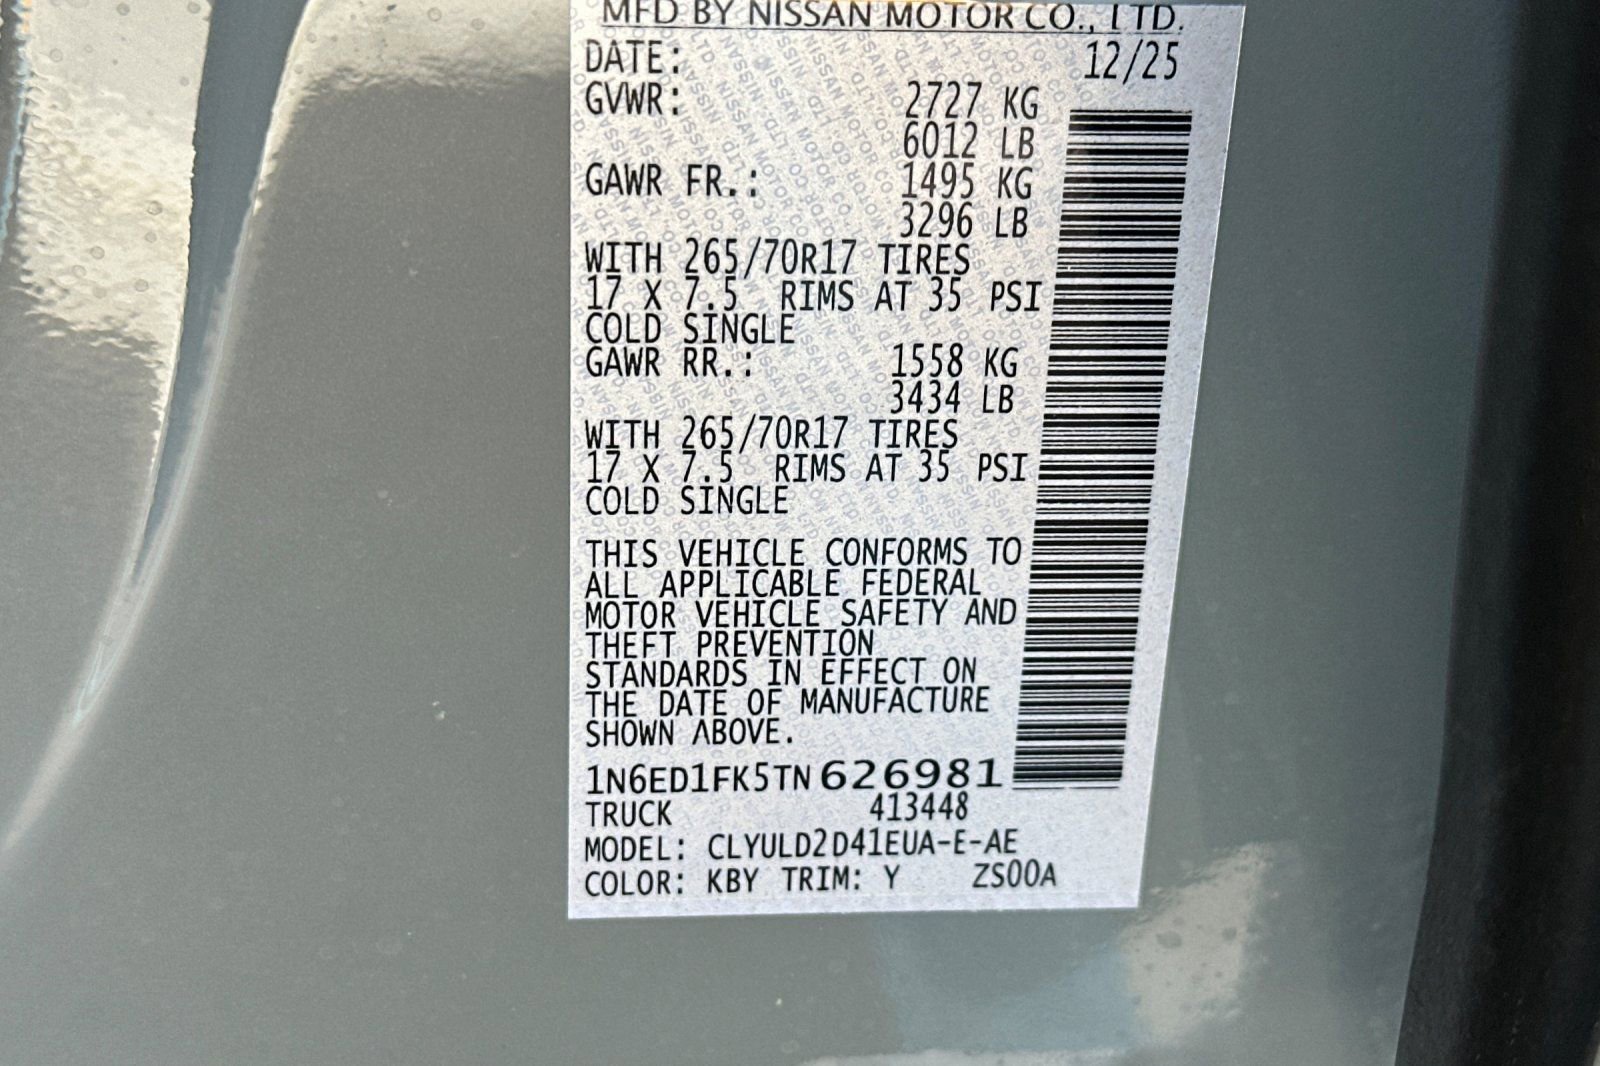 MFD BY NISSAN MOTOR CO., LTD.
DATE: 12/25
GVWR: 2727 KG
6012 LB
GAWR FR.: 1495 KG
3296 LB
WITH 265/70R17 TIRES
17 X 7.5 RIMS AT 35 PSI
COLD SINGLE
GAWR RR.: 1558 KG
3434 LB
WITH 265/70R17 TIRES
17 X 7.5 RIMS AT 35 PSI
COLD SINGLE
THIS VEHICLE CONFORMS TO
ALL APPLICABLE FEDERAL
MOTOR VEHICLE SAFETY AND
THEFT PREVENTION
STANDARDS IN EFFECT ON
THE DATE OF MANUFACTURE
SHOWN ABOVE.
1N6ED1FK5TN626981
TRUCK 413448
MODEL: CLYULD2D41EUA-E-AE
COLOR: KBY TRIM: Y ZS00A